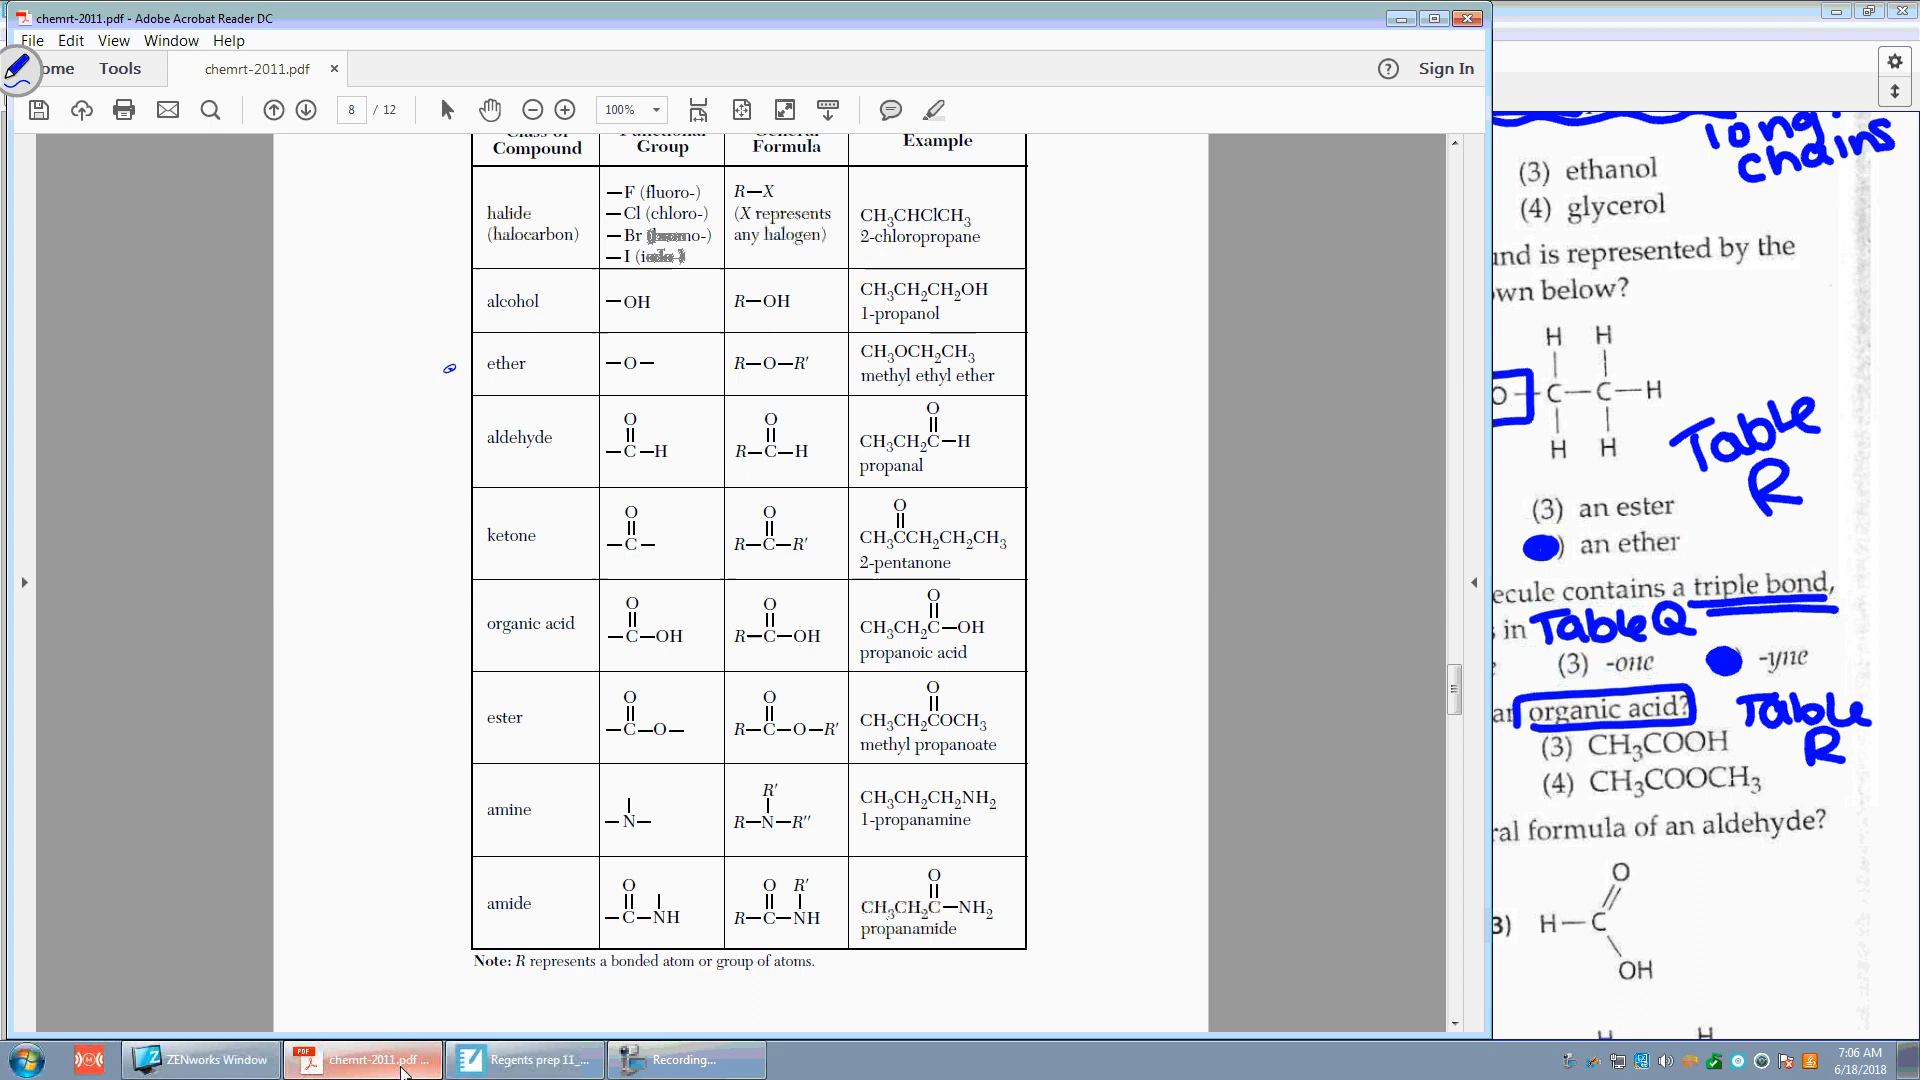 chemrt-2011.pdf - Adobe Acrobat Reader DC
File Edit View Window Help
ome Tools chemrt-2011.pdf × Sign In
8 / 12 100%
Compound Group Formula Example
halide
(halocarbon)
—F (fluoro-)
—Cl (chloro-)
—Br
—I
R—X
(X represents
any halogen)
CH3CHClCH3
2-chloropropane
alcohol
—OH
R—OH
CH3CH2CH2OH
1-propanol
ether
—O—
R—O—R′
CH3OCH2CH3
methyl ethyl ether
aldehyde
O
—C—H
O
R—C—H
O
CH3CH2C—H
propanal
ketone
O
—C—
O
R—C—R′
O
CH3CCH2CH2CH3
2-pentanone
organic acid
O
—C—OH
O
R—C—OH
O
CH3CH2C—OH
propanoic acid
ester
O
—C—O—
O
R—C—O—R′
O
CH3CH2COCH3
methyl propanoate
amine
—N—
R′
R—N—R′′
CH3CH2CH2NH2
1-propanamine
amide
O
—C—NH
O R′
R—C—NH
O
CH3CH2C—NH2
propanamide
Note: R represents a bonded atom or group of atoms.
long
chains
(3) ethanol
(4) glycerol
und is represented by the
own below?
H H
O—C—C—H
H H
Table
R
(3) an ester
) an ether
ecule contains a triple bond,
in Table Q
(3) -one ) -yne
an organic acid? Table
R
(3) CH3COOH
(4) CH3COOCH3
ral formula of an aldehyde?
O
3) H—C
OH
H H
ZENworks Window
chemrt-2011.pdf ...
Regents prep 11_...
Recording...
7:06 AM
6/18/2018